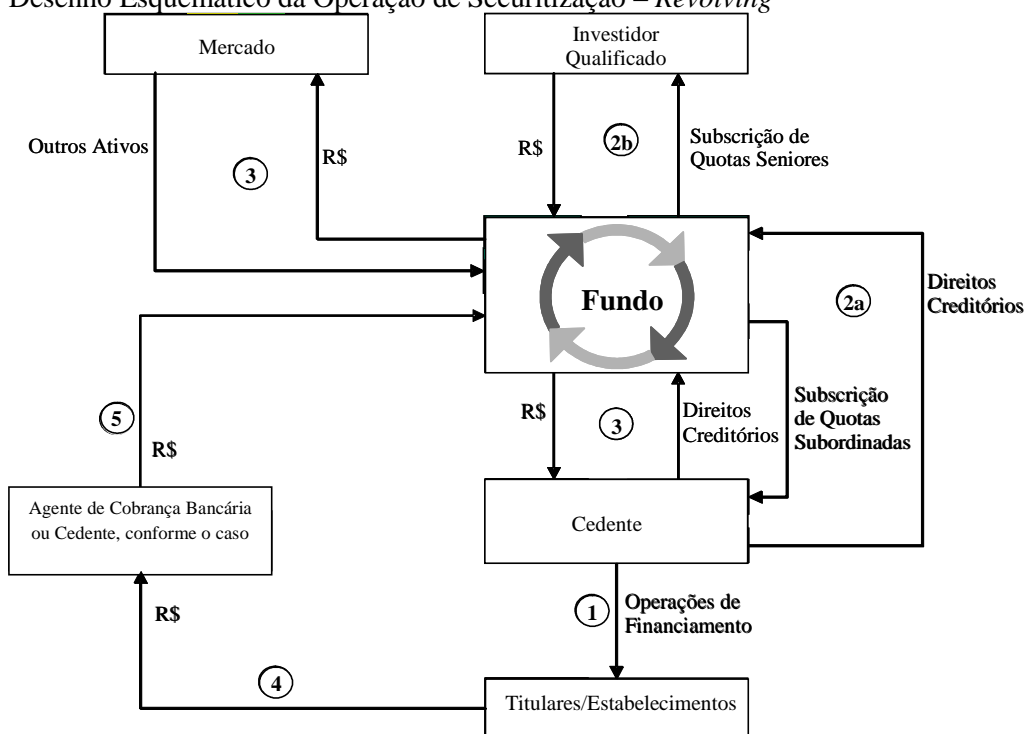 Desenho Esquemático da Operação de Securitização – Revolving
Mercado
Investidor
Qualificado
Outros Ativos
3
R$
R$
2b
Subscrição de
Quotas Seniores
Fundo
2a
Direitos
Creditórios
R$
3
Direitos
Creditórios
Subscrição
de Quotas
Subordinadas
5
R$
Agente de Cobrança Bancária
ou Cedente, conforme o caso
Cedente
R$
1
Operações de
Financiamento
4
Titulares/Estabelecimentos